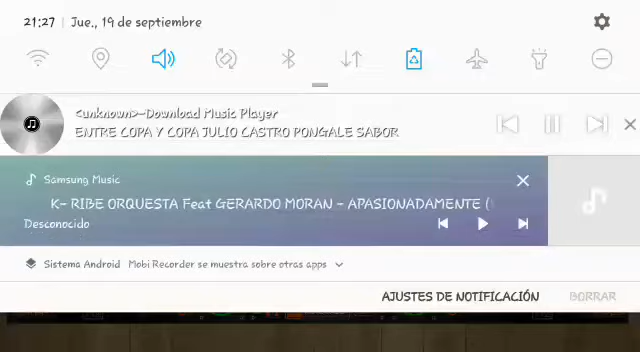 21:27 | Jue., 19 de septiembre
<unknown>-Download Music Player
ENTRE COPA Y COPA JULIO CASTRO PONGALE SABOR
Samsung Music
K- RIBE ORQUESTA Feat GERARDO MORAN - APASIONADAMENTE (
Desconocido
Sistema Android Mobi Recorder se muestra sobre otras apps
AJUSTES DE NOTIFICACIÓN BORRAR